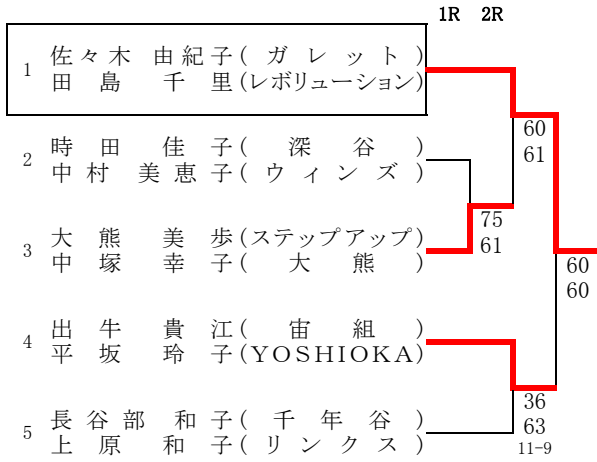 1R 2R
1 佐々木 由紀子(ガレット)
田島 千里(レボリューション)
60
61
2 時田 佳子(深谷)
中村 美恵子(ウィンズ)
75
61
3 大熊 美歩(ステップアップ)
中塚 幸子(大熊)
60
60
4 出牛 貴江(宙組)
平坂 玲子(YOSHIOKA)
36
63
11-9
5 長谷部 和子(千年谷)
上原 和子(リンクス)